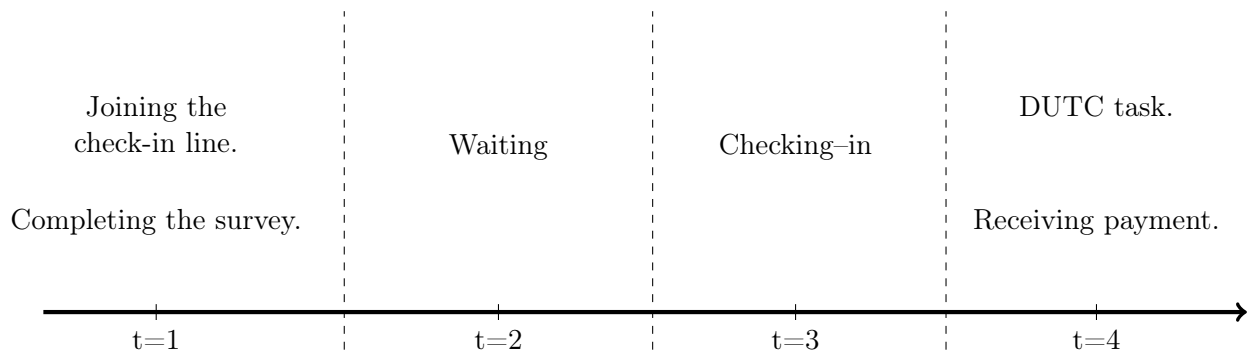 Joining the
check-in line.
Completing the survey.
Waiting
Checking–in
DUTC task.
Receiving payment.
t=1
t=2
t=3
t=4